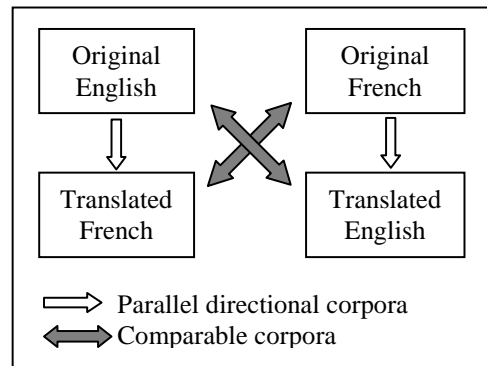 Original
English
Original
French
Translated
French
Translated
English
Parallel directional corpora
Comparable corpora